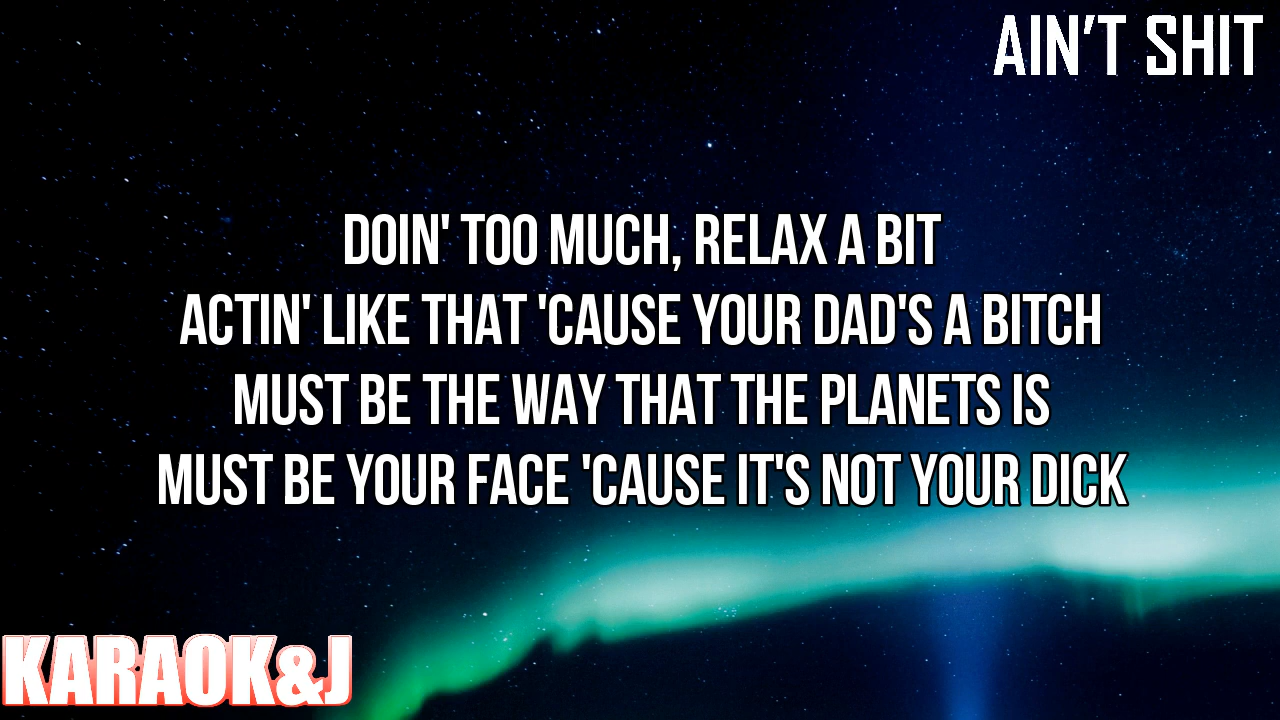 AIN'T SHIT
DOIN' TOO MUCH, RELAX A BIT
ACTIN' LIKE THAT 'CAUSE YOUR DAD'S A BITCH
MUST BE THE WAY THAT THE PLANETS IS
MUST BE YOUR FACE 'CAUSE IT'S NOT YOUR DICK
KARAOK&J